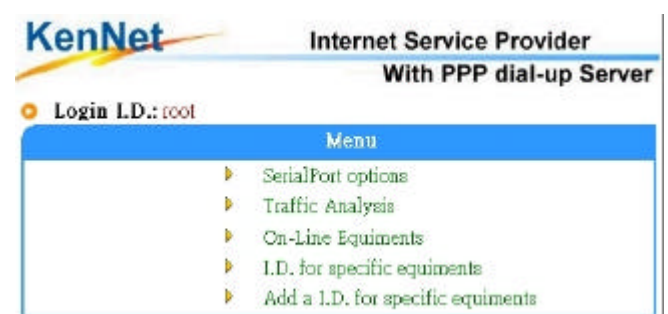 KenNet
Internet Service Provider
With PPP dial-up Server
Login I.D.: root
Menu
SerialPort options
Traffic Analysis
On-Line Equiments
I.D. for specific equiments
Add a I.D. for specific equiments